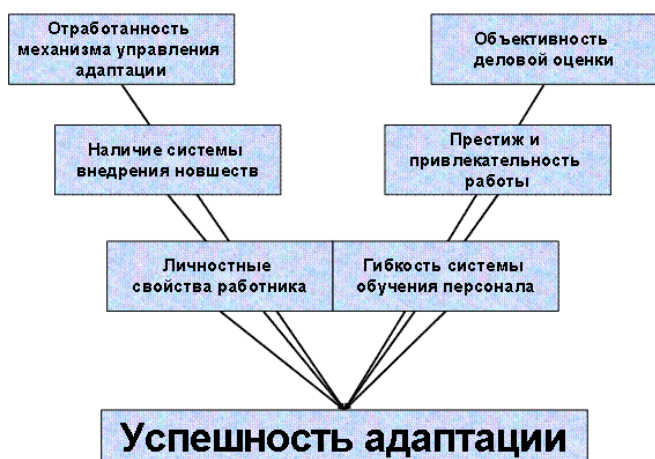 Отработанность
механизма управления
адаптации
Объективность
деловой оценки
Наличие системы
внедрения новшеств
Престиж и
привлекательность
работы
Личностные
свойства работника
Гибкость системы
обучения персонала
Успешность адаптации